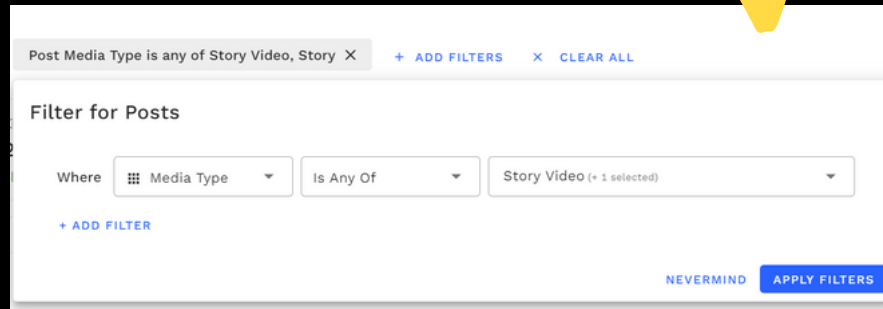 Post Media Type is any of Story Video, Story ×
+ ADD FILTERS × CLEAR ALL
Filter for Posts
Where Media Type Is Any Of Story Video (+ 1 selected)
+ ADD FILTER
NEVERMIND APPLY FILTERS